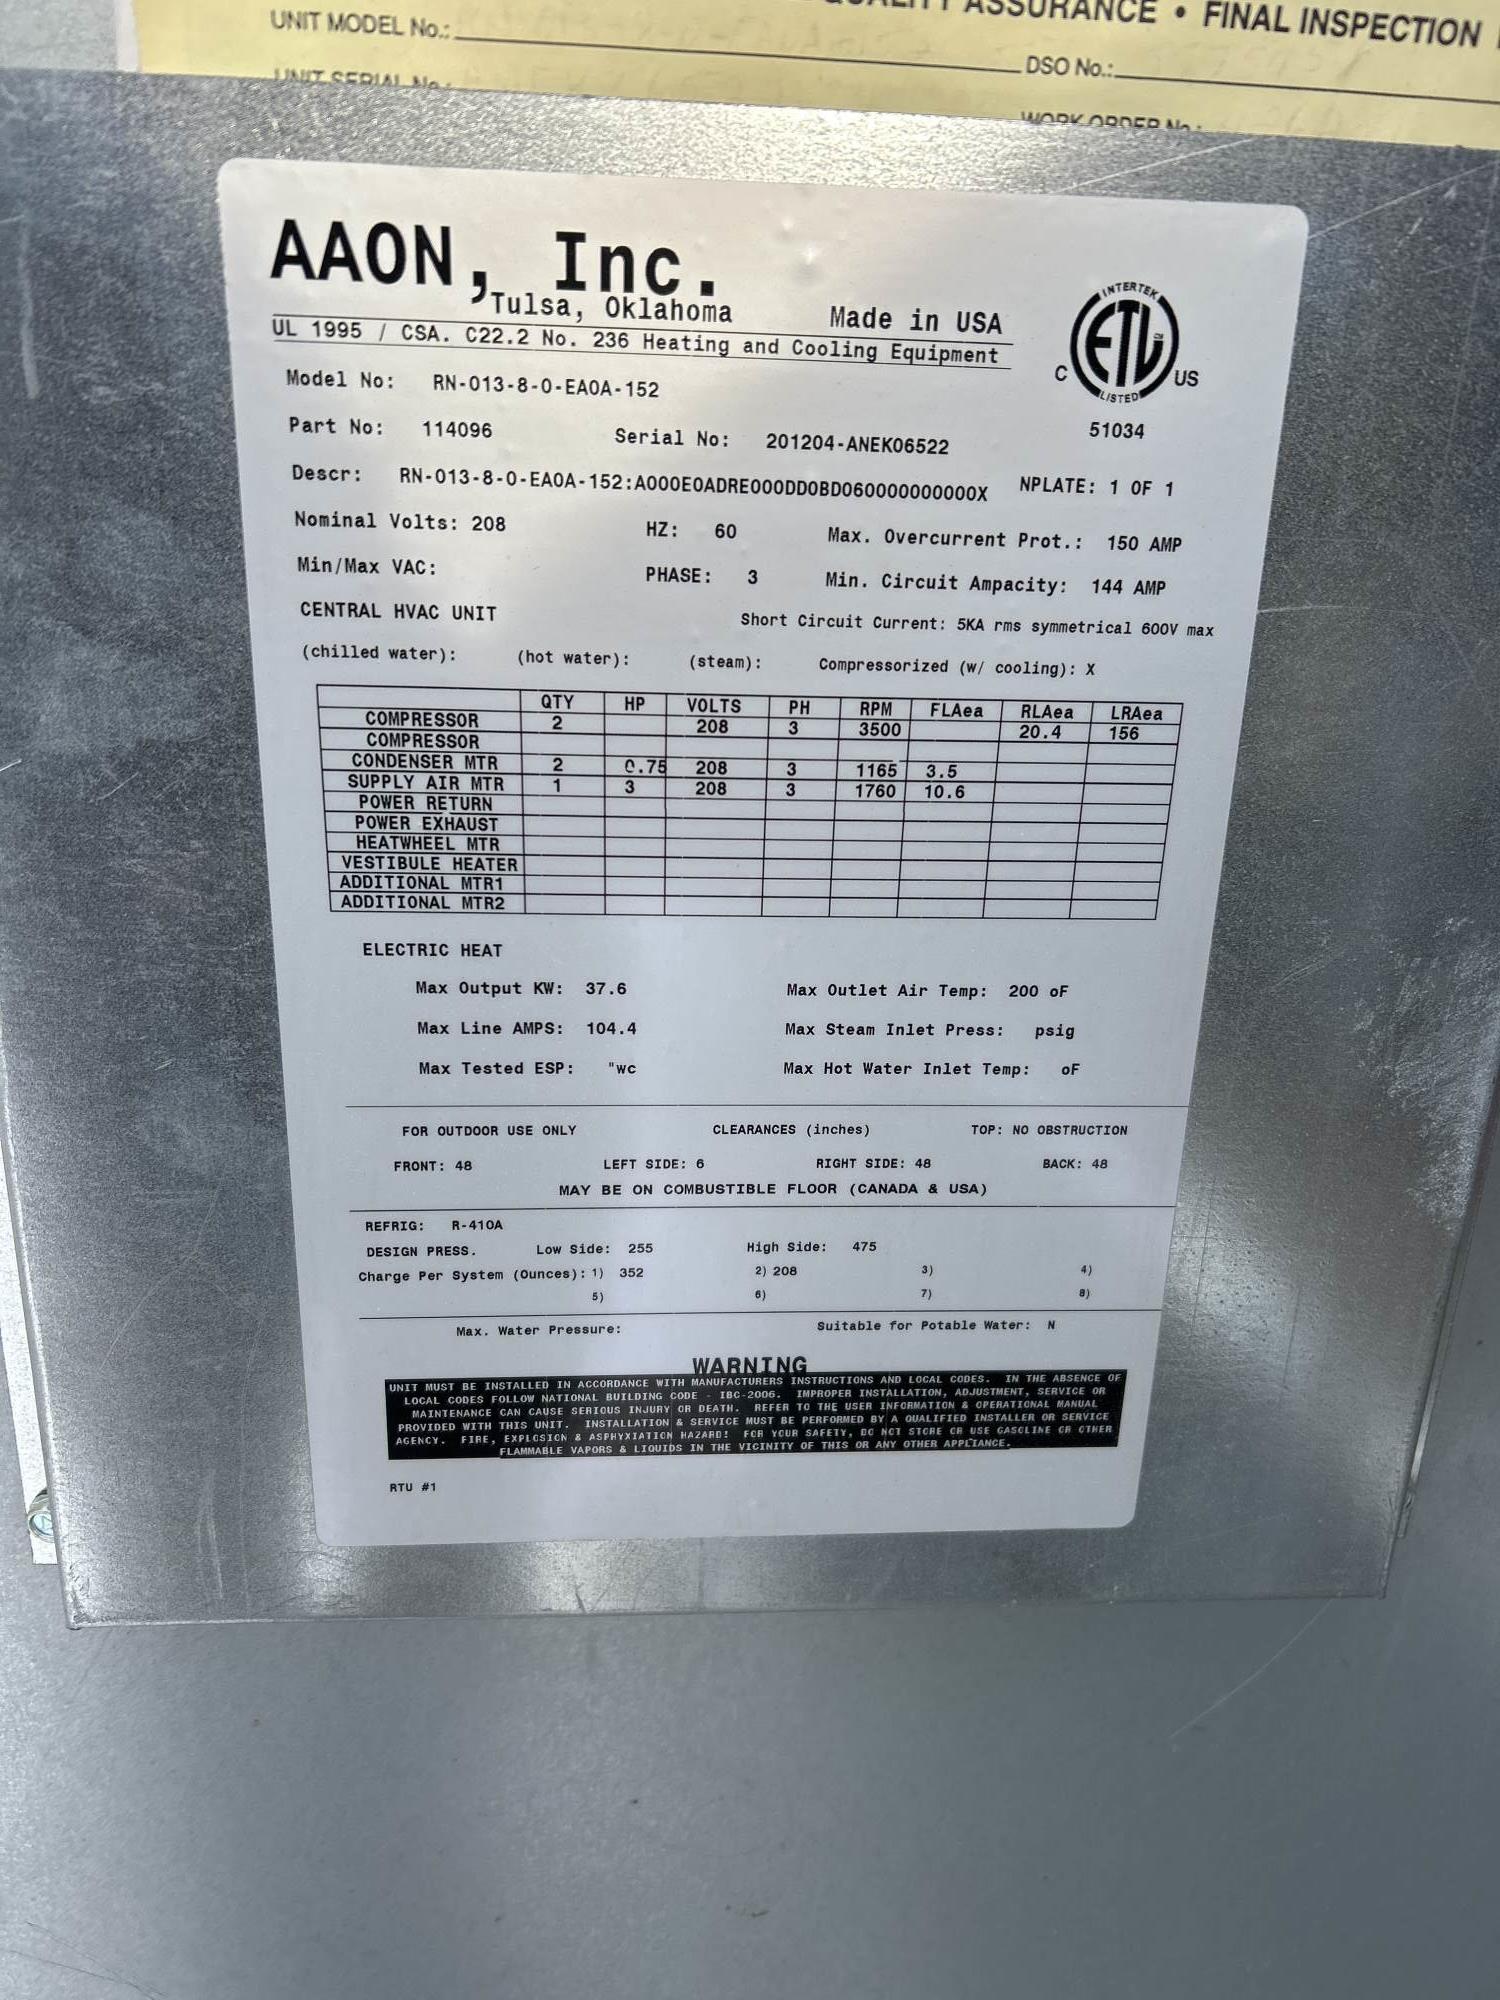 QUALITY ASSURANCE • FINAL INSPECTION
UNIT MODEL No.:
DSO No.:
UNIT SERIAL No.:
WORK ORDER No.:
AAON, Inc.
Tulsa, Oklahoma Made in USA
UL 1995 / CSA. C22.2 No. 236 Heating and Cooling Equipment
INTERTEK
ETL
C US
LISTED
51034
Model No: RN-013-8-0-EA0A-152
Part No: 114096 Serial No: 201204-ANEK06522
Descr: RN-013-8-0-EA0A-152:A000E0ADRE000DD0BD060000000000X NPLATE: 1 OF 1
Nominal Volts: 208 HZ: 60 Max. Overcurrent Prot.: 150 AMP
Min/Max VAC: PHASE: 3 Min. Circuit Ampacity: 144 AMP
CENTRAL HVAC UNIT Short Circuit Current: 5KA rms symmetrical 600V max
(chilled water): (hot water): (steam): Compressorized (w/ cooling): X
QTY HP VOLTS PH RPM FLAea RLAea LRAea
COMPRESSOR 2 208 3 3500 20.4 156
COMPRESSOR
CONDENSER MTR 2 0.75 208 3 1165 3.5
SUPPLY AIR MTR 1 3 208 3 1760 10.6
POWER RETURN
POWER EXHAUST
HEATWHEEL MTR
VESTIBULE HEATER
ADDITIONAL MTR1
ADDITIONAL MTR2
ELECTRIC HEAT
Max Output KW: 37.6 Max Outlet Air Temp: 200 oF
Max Line AMPS: 104.4 Max Steam Inlet Press: psig
Max Tested ESP: "wc Max Hot Water Inlet Temp: oF
FOR OUTDOOR USE ONLY CLEARANCES (inches) TOP: NO OBSTRUCTION
FRONT: 48 LEFT SIDE: 6 RIGHT SIDE: 48 BACK: 48
MAY BE ON COMBUSTIBLE FLOOR (CANADA & USA)
REFRIG: R-410A
DESIGN PRESS. Low Side: 255 High Side: 475
Charge Per System (Ounces): 1) 352 2) 208 3) 4)
5) 6) 7) 8)
Max. Water Pressure: Suitable for Potable Water: N
WARNING
UNIT MUST BE INSTALLED IN ACCORDANCE WITH MANUFACTURERS INSTRUCTIONS AND LOCAL CODES. IN THE ABSENCE OF
LOCAL CODES FOLLOW NATIONAL BUILDING CODE - IBC-2006. IMPROPER INSTALLATION, ADJUSTMENT, SERVICE OR
MAINTENANCE CAN CAUSE SERIOUS INJURY OR DEATH. REFER TO THE USER INFORMATION & OPERATIONAL MANUAL
PROVIDED WITH THIS UNIT. INSTALLATION & SERVICE MUST BE PERFORMED BY A QUALIFIED INSTALLER OR SERVICE
AGENCY. FIRE, EXPLOSION & ASPHYXIATION HAZARD! FOR YOUR SAFETY, DO NOT STORE OR USE GASOLINE OR OTHER
FLAMMABLE VAPORS & LIQUIDS IN THE VICINITY OF THIS OR ANY OTHER APPLIANCE.
RTU #1